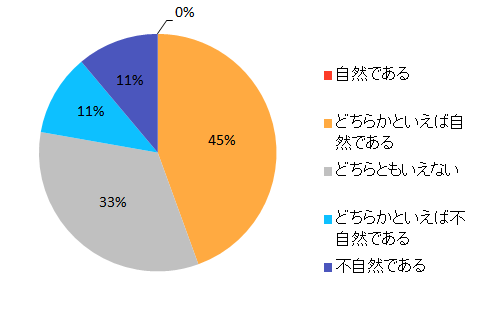 0%
11%
11%
45%
33%
自然である
どちらかといえば自
然である
どちらともいえない
どちらかといえば不
自然である
不自然である